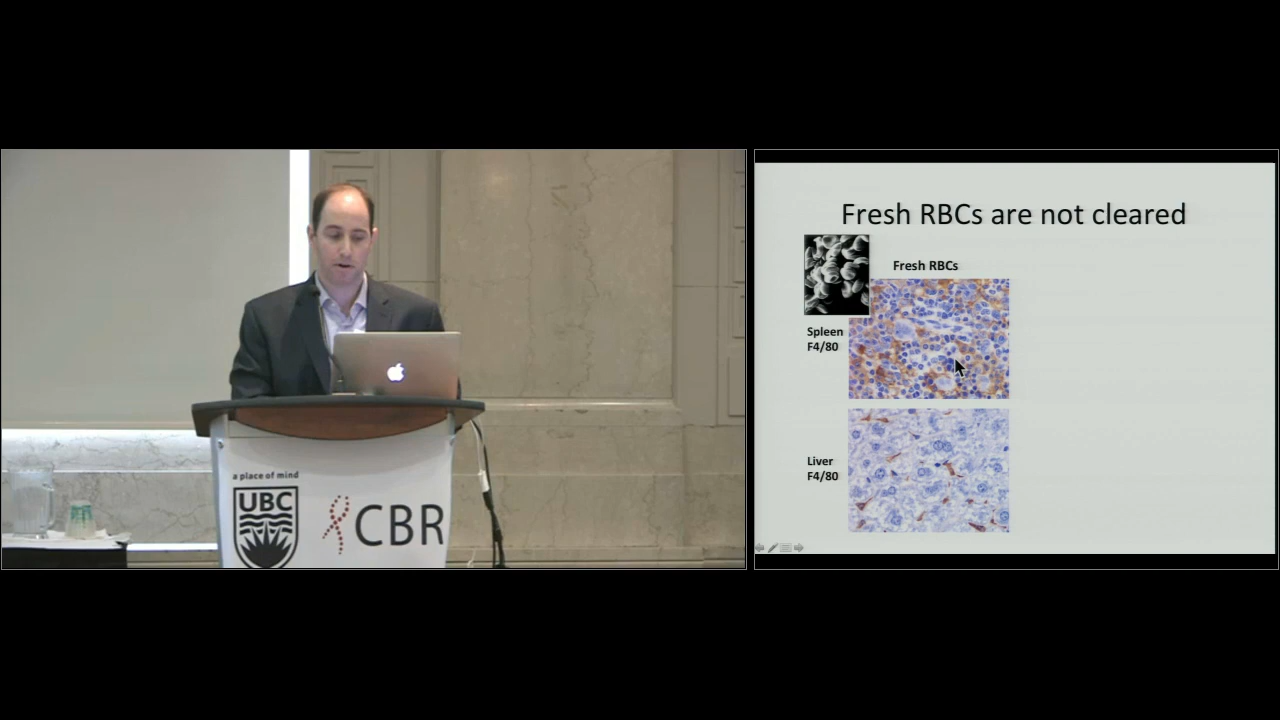 a place of mind
UBC
CBR
Fresh RBCs are not cleared
Fresh RBCs
Spleen
F4/80
Liver
F4/80